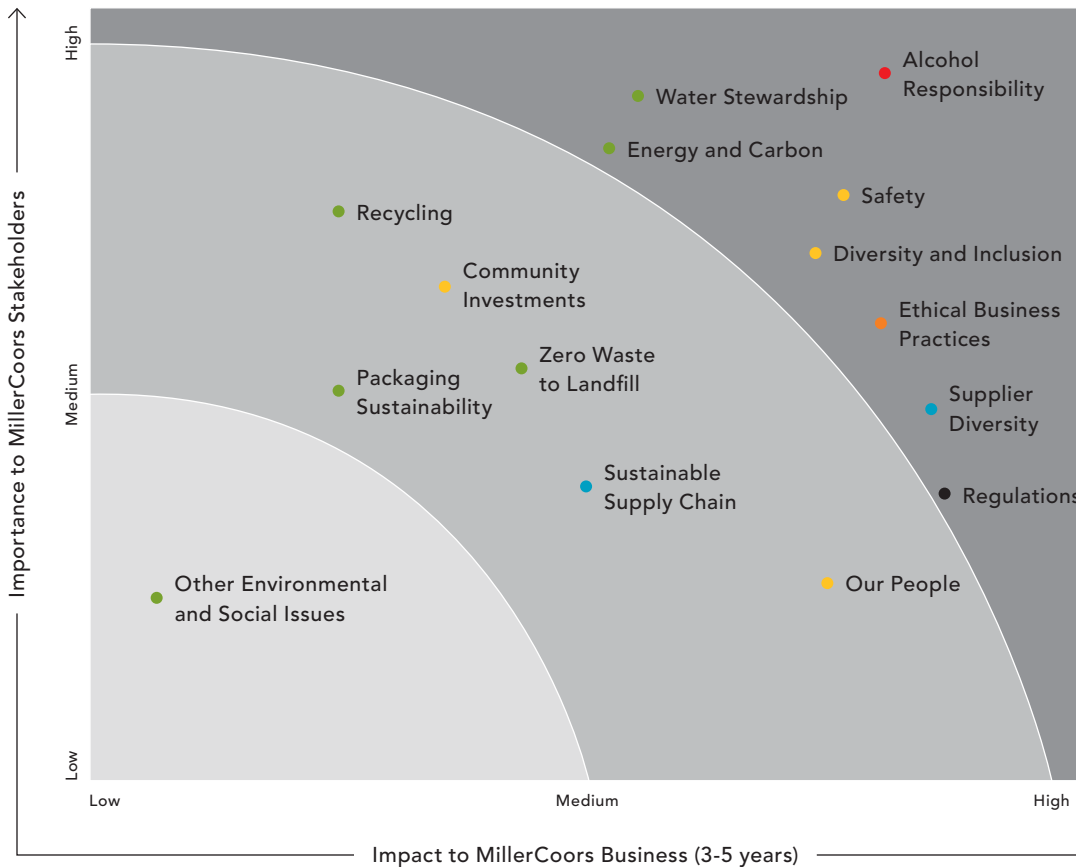 Importance to MillerCoors Stakeholders
High
Medium
Low
Alcohol
Responsibility
Water Stewardship
Energy and Carbon
Safety
Recycling
Diversity and Inclusion
Community
Investments
Ethical Business
Practices
Zero Waste
to Landfill
Packaging
Sustainability
Supplier
Diversity
Sustainable
Supply Chain
Regulations
Other Environmental
and Social Issues
Our People
Low
Medium
High
Impact to MillerCoors Business (3-5 years)